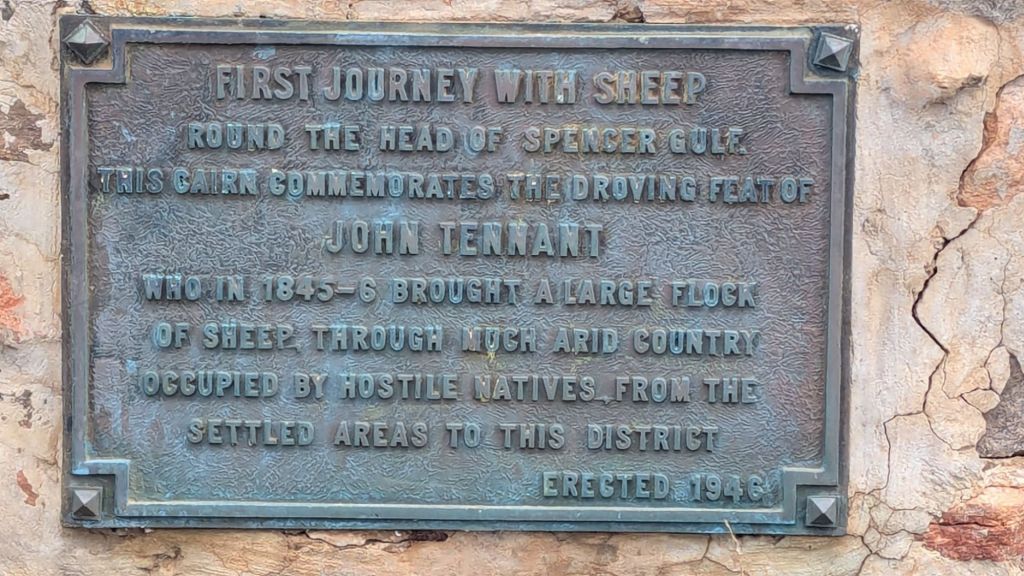 FIRST JOURNEY WITH SHEEP
ROUND THE HEAD OF SPENCER GULF.
THIS CAIRN COMMEMORATES THE DROVING FEAT OF
JOHN TENNANT
WHO IN 1845-6 BROUGHT A LARGE FLOCK
OF SHEEP, THROUGH MUCH ARID COUNTRY
OCCUPIED BY HOSTILE NATIVES, FROM THE
SETTLED AREAS TO THIS DISTRICT
ERECTED 1946